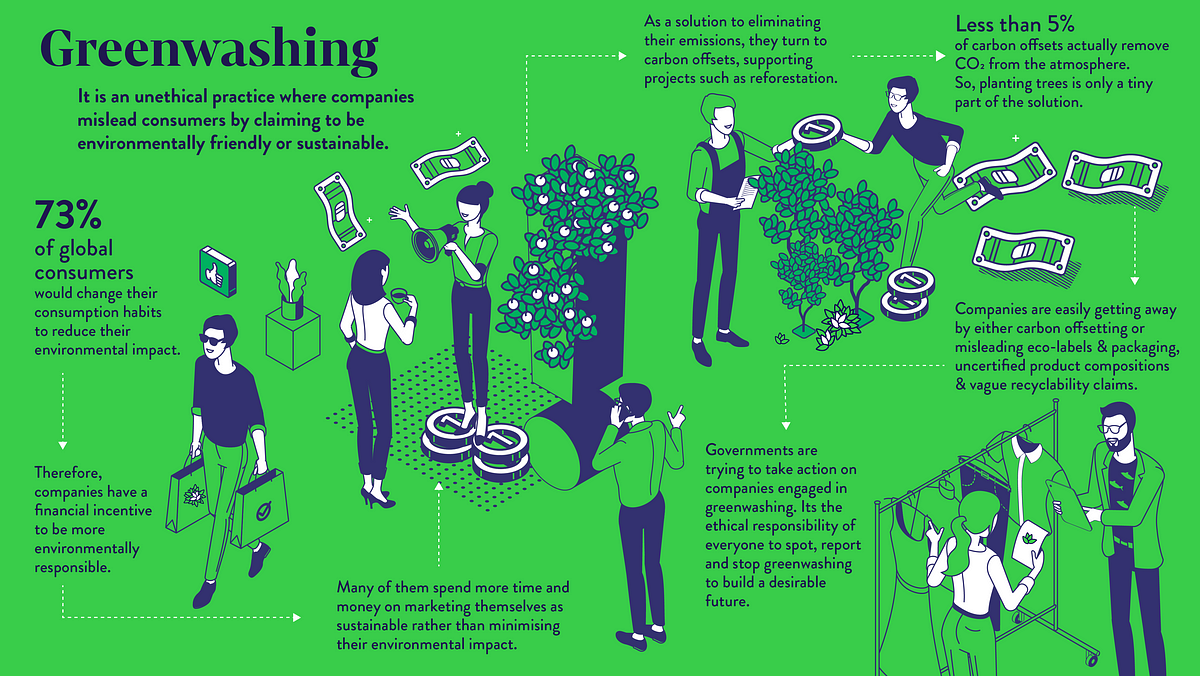 Greenwashing
It is an unethical practice where companies
mislead consumers by claiming to be
environmentally friendly or sustainable.
73%
of global
consumers
would change their
consumption habits
to reduce their
environmental impact.
Therefore,
companies have a
financial incentive
to be more
environmentally
responsible.
Many of them spend more time and
money on marketing themselves as
sustainable rather than minimising
their environmental impact.
As a solution to eliminating
their emissions, they turn to
carbon offsets, supporting
projects such as reforestation.
Less than 5%
of carbon offsets actually remove
CO₂ from the atmosphere.
So, planting trees is only a tiny
part of the solution.
Companies are easily getting away
by either carbon offsetting or
misleading eco-labels & packaging,
uncertified product compositions
& vague recyclability claims.
Governments are
trying to take action on
companies engaged in
greenwashing. Its the
ethical responsibility of
everyone to spot, report
and stop greenwashing
to build a desirable
future.